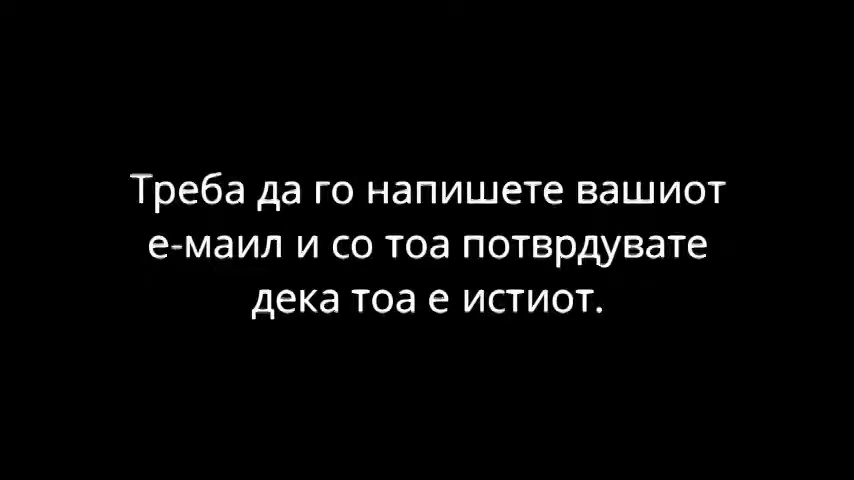 Треба да го напишете вашиот
е-маил и со тоа потврдувате
дека тоа е истиот.